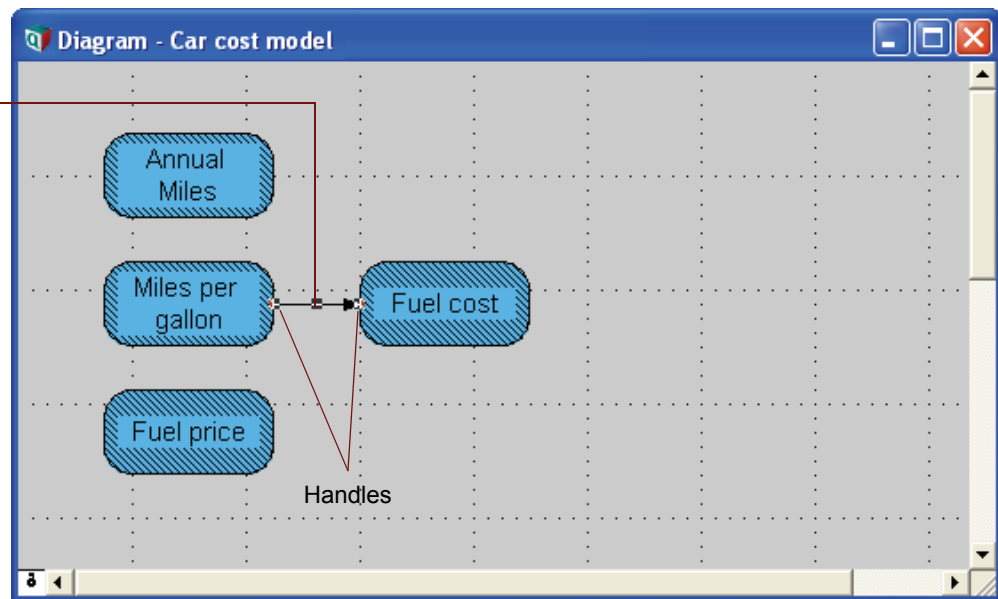 Diagram - Car cost model
Annual
Miles
Miles per
gallon
Fuel cost
Fuel price
Handles